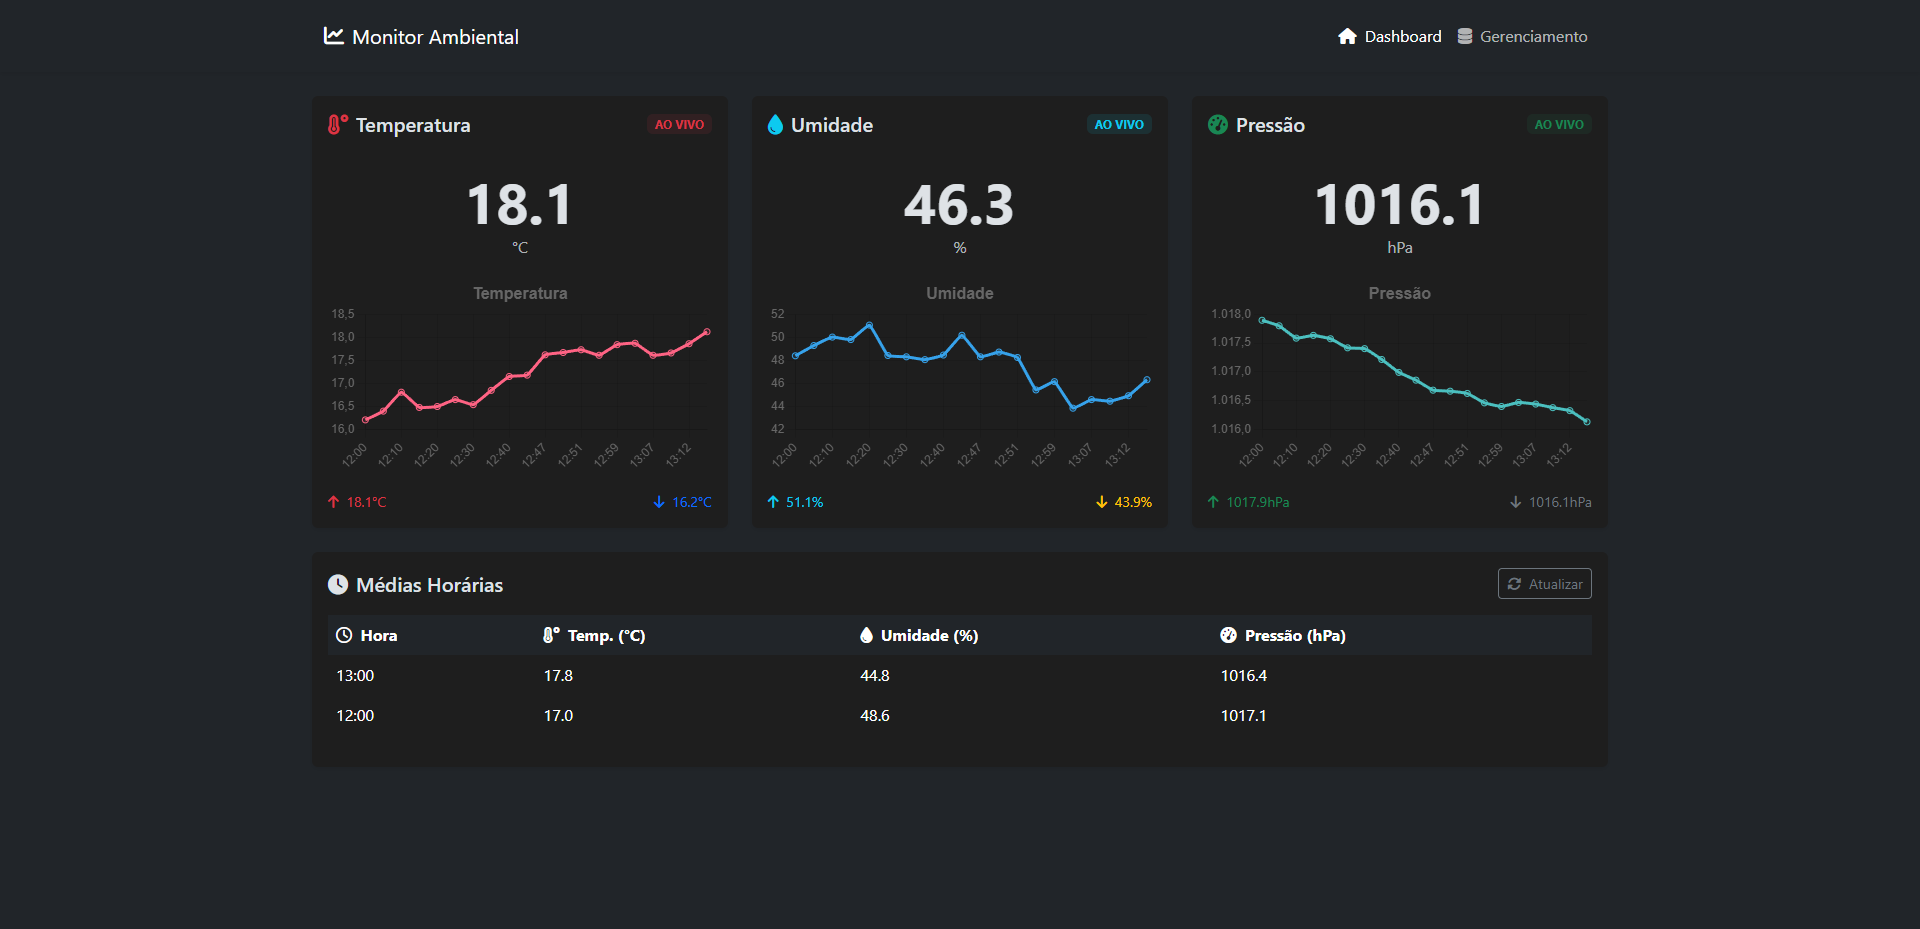 Monitor Ambiental
Dashboard
Gerenciamento
Temperatura
AO VIVO
18.1
°C
Temperatura
18,5
18,0
17,5
17,0
16,5
16,0
12:00 12:10 12:20 12:30 12:40 12:47 12:51 12:59 13:07 13:12
18.1°C
16.2°C
Umidade
AO VIVO
46.3
%
Umidade
52
50
48
46
44
42
12:00 12:10 12:20 12:30 12:40 12:47 12:51 12:59 13:07 13:12
51.1%
43.9%
Pressão
AO VIVO
1016.1
hPa
Pressão
1.018,0
1.017,5
1.017,0
1.016,5
1.016,0
12:00 12:10 12:20 12:30 12:40 12:47 12:51 12:59 13:07 13:12
1017.9hPa
1016.1hPa
Médias Horárias
Atualizar
Hora Temp. (°C) Umidade (%) Pressão (hPa)
13:00 17.8 44.8 1016.4
12:00 17.0 48.6 1017.1